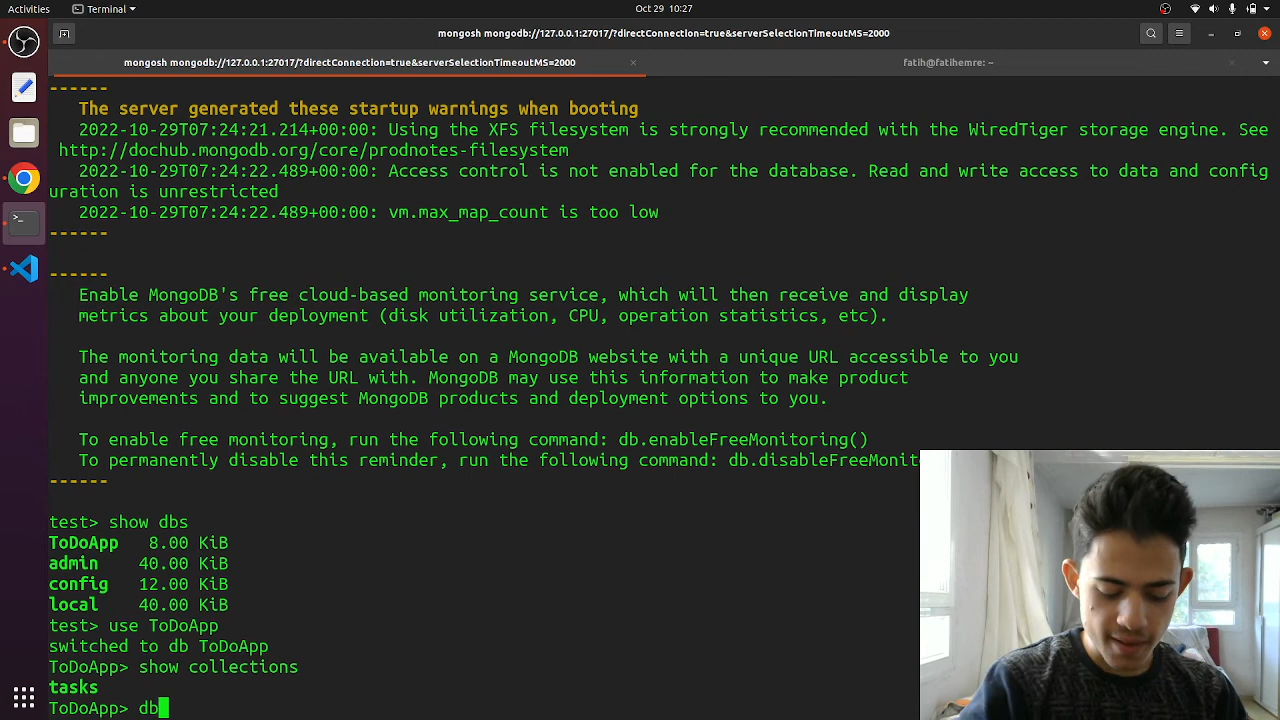 Activities
Terminal
Oct 29 10:27
mongosh mongodb://127.0.0.1:27017/?directConnection=true&serverSelectionTimeoutMS=2000
mongosh mongodb://127.0.0.1:27017/?directConnection=true&serverSelectionTimeoutMS=2000
fatih@fatihemre: ~
------
The server generated these startup warnings when booting
2022-10-29T07:24:21.214+00:00: Using the XFS filesystem is strongly recommended with the WiredTiger storage engine. See
http://dochub.mongodb.org/core/prodnotes-filesystem
2022-10-29T07:24:22.489+00:00: Access control is not enabled for the database. Read and write access to data and config
uration is unrestricted
2022-10-29T07:24:22.489+00:00: vm.max_map_count is too low
------
------
Enable MongoDB's free cloud-based monitoring service, which will then receive and display
metrics about your deployment (disk utilization, CPU, operation statistics, etc).
The monitoring data will be available on a MongoDB website with a unique URL accessible to you
and anyone you share the URL with. MongoDB may use this information to make product
improvements and to suggest MongoDB products and deployment options to you.
To enable free monitoring, run the following command: db.enableFreeMonitoring()
To permanently disable this reminder, run the following command: db.disableFreeMonit
------
test> show dbs
ToDoApp 8.00 KiB
admin 40.00 KiB
config 12.00 KiB
local 40.00 KiB
test> use ToDoApp
switched to db ToDoApp
ToDoApp> show collections
tasks
ToDoApp> db